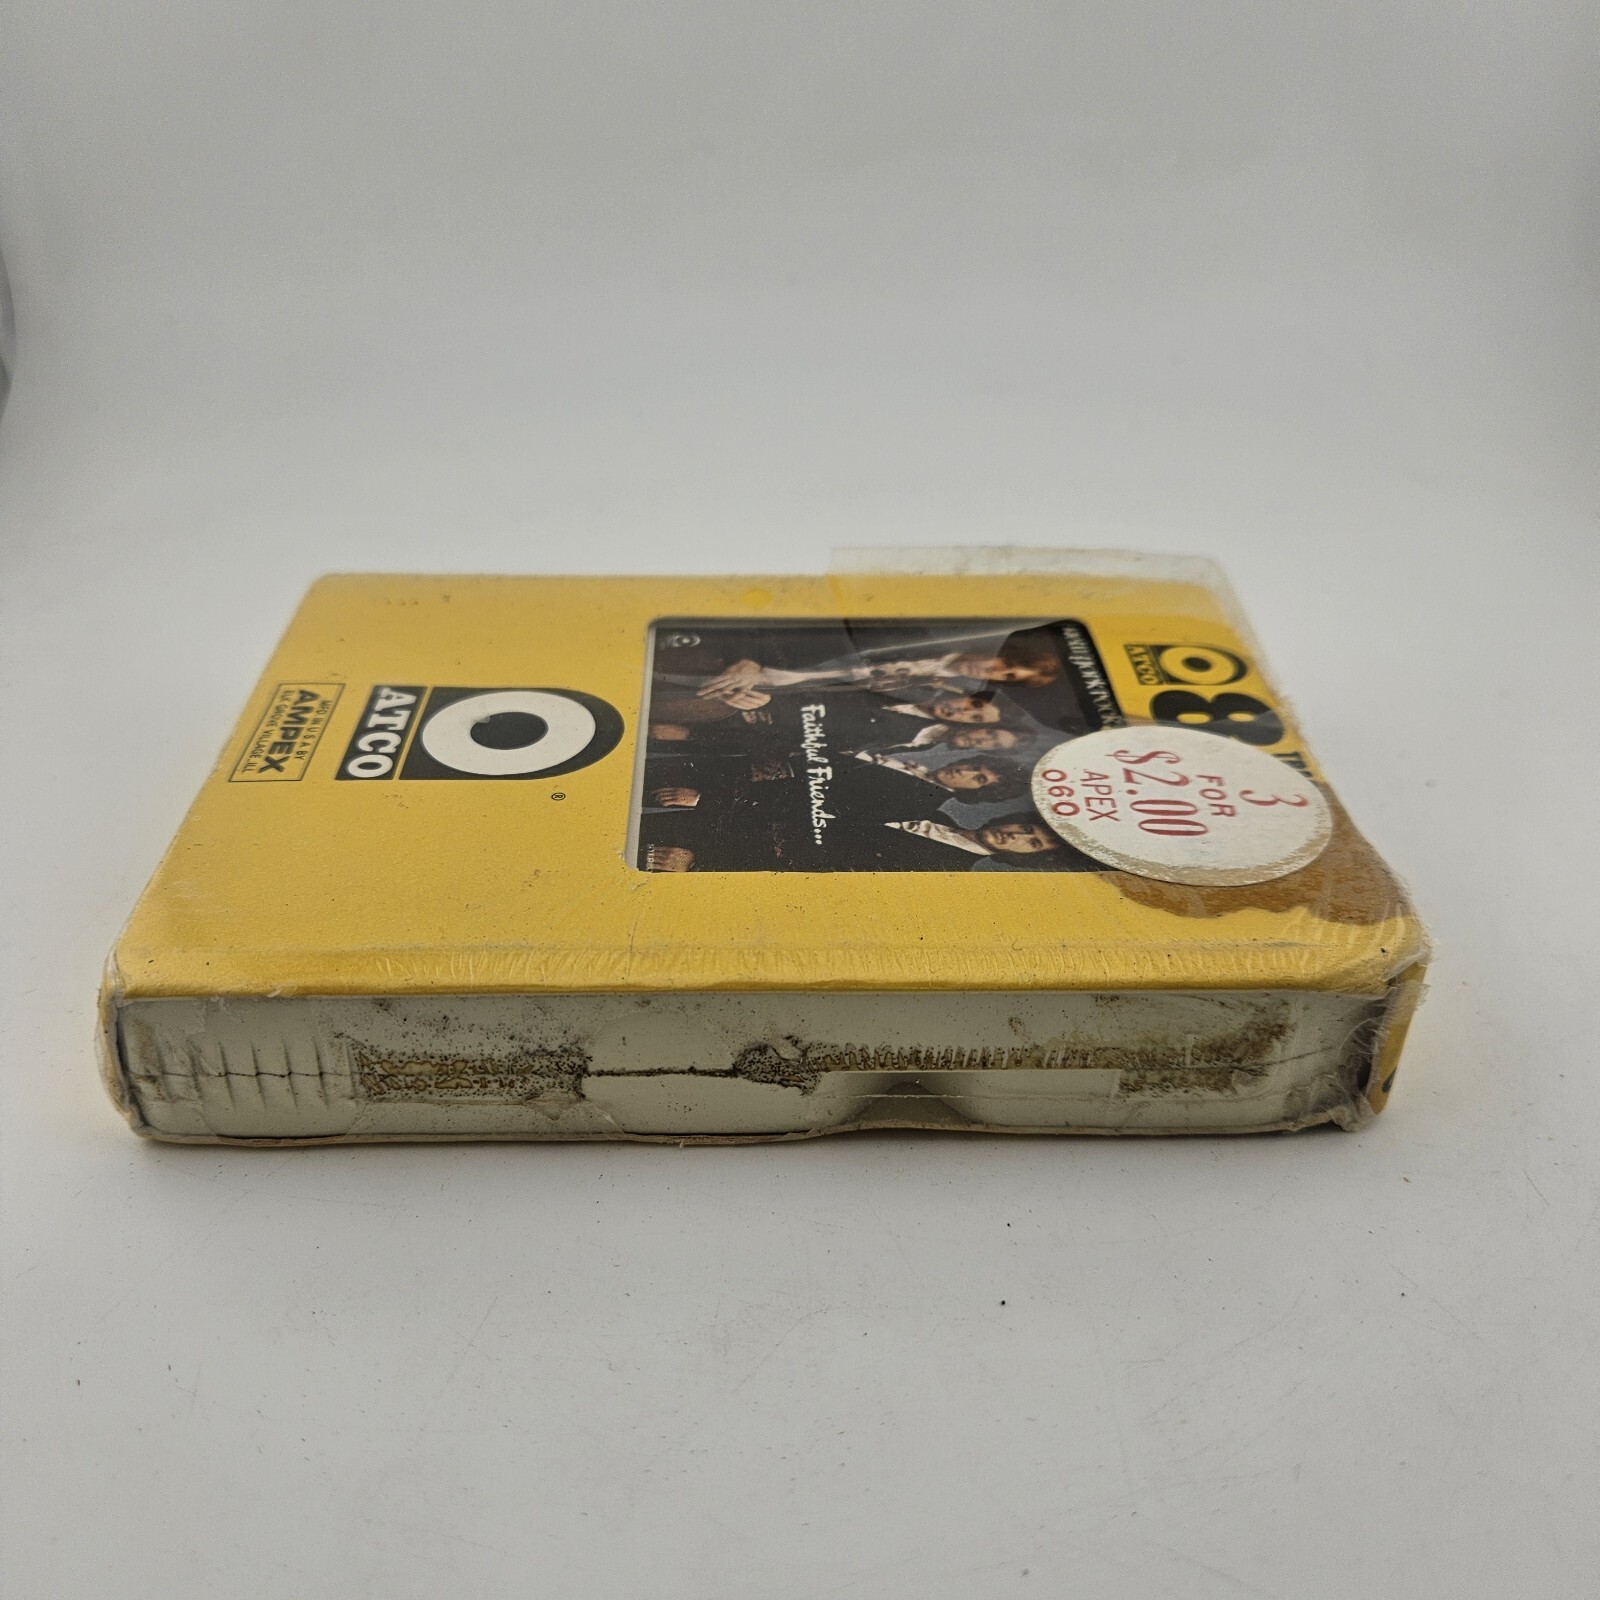 ATCO
8
3
FOR
$2.00
APEX
060
Faithful Friends...
ATCO
®
MFD IN U S A BY
AMPEX
ELK GROVE VILLAGE, ILL